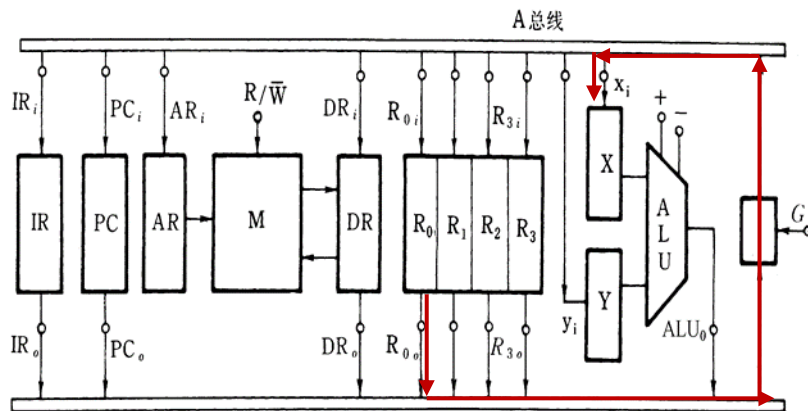 A总线
IRᵢ
PCᵢ
ARᵢ
R/W̅
DRᵢ
R₀ᵢ
R₃ᵢ
xᵢ
+
−
IR
PC
AR
M
DR
R₀
R₁
R₂
R₃
X
Y
A
L
U
G
yᵢ
IRₒ
PCₒ
DRₒ
R₀ₒ
R₃ₒ
ALU₀